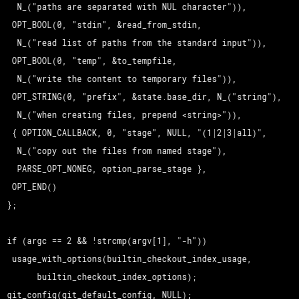 N_("paths are separated with NUL character")),
OPT_BOOL(0, "stdin", &read_from_stdin,
N_("read list of paths from the standard input")),
OPT_BOOL(0, "temp", &to_tempfile,
N_("write the content to temporary files")),
OPT_STRING(0, "prefix", &state.base_dir, N_("string"),
N_("when creating files, prepend <string>")),
{ OPTION_CALLBACK, 0, "stage", NULL, "(1|2|3|all)",
N_("copy out the files from named stage"),
PARSE_OPT_NONEG, option_parse_stage },
OPT_END()
};
if (argc == 2 && !strcmp(argv[1], "-h"))
usage_with_options(builtin_checkout_index_usage,
builtin_checkout_index_options);
git_config(git_default_config, NULL);